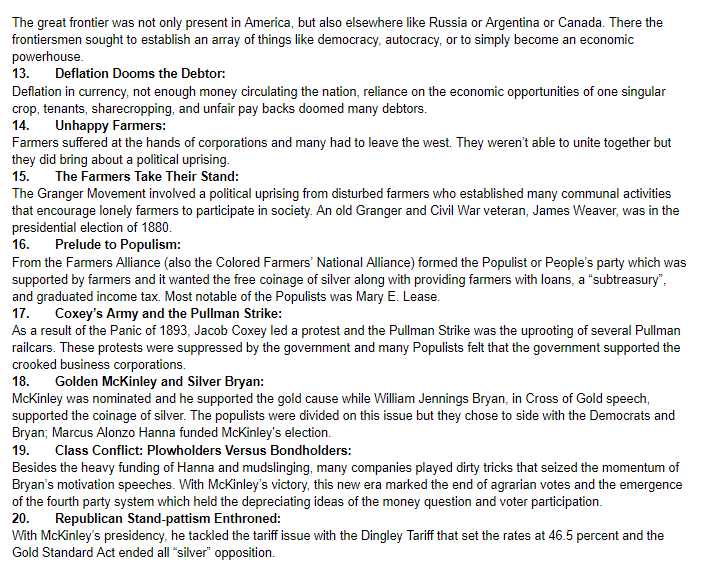 The great frontier was not only present in America, but also elsewhere like Russia or Argentina or Canada. There the
frontiersmen sought to establish an array of things like democracy, autocracy, or to simply become an economic
powerhouse.
13. Deflation Dooms the Debtor:
Deflation in currency, not enough money circulating the nation, reliance on the economic opportunities of one singular
crop, tenants, sharecropping, and unfair pay backs doomed many debtors.
14. Unhappy Farmers:
Farmers suffered at the hands of corporations and many had to leave the west. They weren't able to unite together but
they did bring about a political uprising.
15. The Farmers Take Their Stand:
The Granger Movement involved a political uprising from disturbed farmers who established many communal activities
that encourage lonely farmers to participate in society. An old Granger and Civil War veteran, James Weaver, was in the
presidential election of 1880.
16. Prelude to Populism:
From the Farmers Alliance (also the Colored Farmers' National Alliance) formed the Populist or People's party which was
supported by farmers and it wanted the free coinage of silver along with providing farmers with loans, a "subtreasury",
and graduated income tax. Most notable of the Populists was Mary E. Lease.
17. Coxey's Army and the Pullman Strike:
As a result of the Panic of 1893, Jacob Coxey led a protest and the Pullman Strike was the uprooting of several Pullman
railcars. These protests were suppressed by the government and many Populists felt that the government supported the
crooked business corporations.
18. Golden McKinley and Silver Bryan:
McKinley was nominated and he supported the gold cause while William Jennings Bryan, in Cross of Gold speech,
supported the coinage of silver. The populists were divided on this issue but they chose to side with the Democrats and
Bryan; Marcus Alonzo Hanna funded McKinley's election.
19. Class Conflict: Plowholders Versus Bondholders:
Besides the heavy funding of Hanna and mudslinging, many companies played dirty tricks that seized the momentum of
Bryan's motivation speeches. With McKinley's victory, this new era marked the end of agrarian votes and the emergence
of the fourth party system which held the depreciating ideas of the money question and voter participation.
20. Republican Stand-pattism Enthroned:
With McKinley's presidency, he tackled the tariff issue with the Dingley Tariff that set the rates at 46.5 percent and the
Gold Standard Act ended all "silver" opposition.